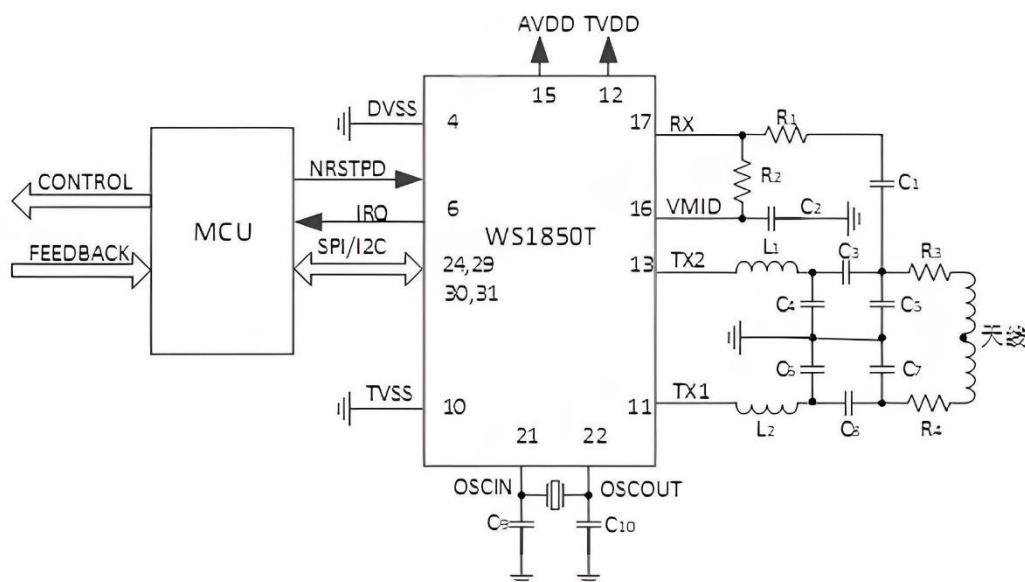 AVDD TVDD
15 12
DVSS 4
17 RX R1
NRSTPD
R2
C1
CONTROL
16 VMID C2
MCU
6 IRQ
WS1850T
FEEDBACK
SPI/I2C
24,29
30,31
13 TX2 L1 C3 R3
C4 C5
天线
C6 C7
TVSS 10
11 TX1 L2 C8 R4
21 22
OSCIN OSCOUT
C9 C10